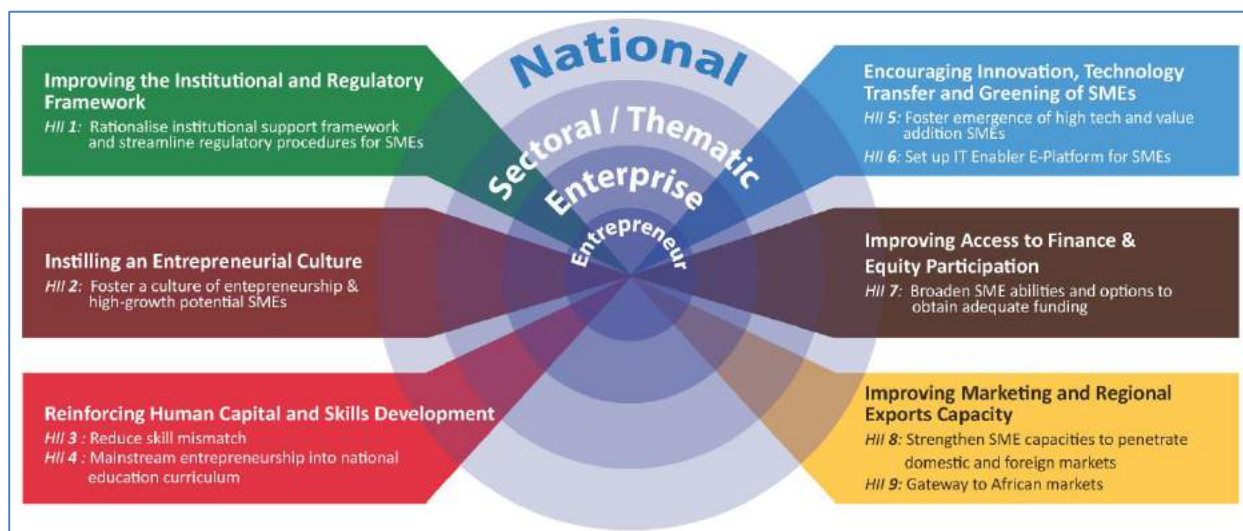 National
Sectoral / Thematic
Enterprise
Entrepreneur
Improving the Institutional and Regulatory
Framework
HII 1: Rationalise institutional support framework
and streamline regulatory procedures for SMEs
Instilling an Entrepreneurial Culture
HII 2: Foster a culture of entepreneurship &
high-growth potential SMEs
Reinforcing Human Capital and Skills Development
HII 3 : Reduce skill mismatch
HII 4 : Mainstream entrepreneurship into national
education curriculum
Encouraging Innovation, Technology
Transfer and Greening of SMEs
HII 5 : Foster emergence of high tech and value
addition SMEs
HII 6 : Set up IT Enabler E-Platform for SMEs
Improving Access to Finance &
Equity Participation
HII 7: Broaden SME abilities and options to
obtain adequate funding
Improving Marketing and Regional
Exports Capacity
HII 8: Strengthen SME capacities to penetrate
domestic and foreign markets
HII 9: Gateway to African markets